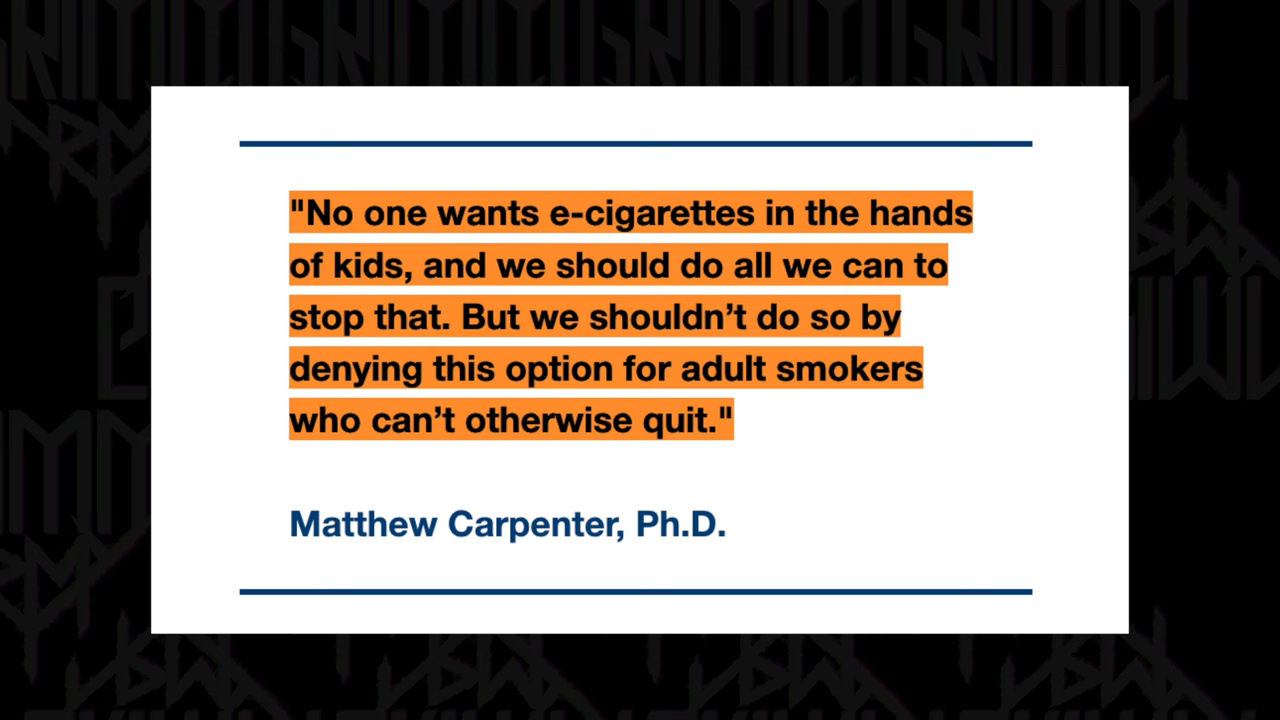 "No one wants e-cigarettes in the hands
of kids, and we should do all we can to
stop that. But we shouldn’t do so by
denying this option for adult smokers
who can’t otherwise quit."
Matthew Carpenter, Ph.D.